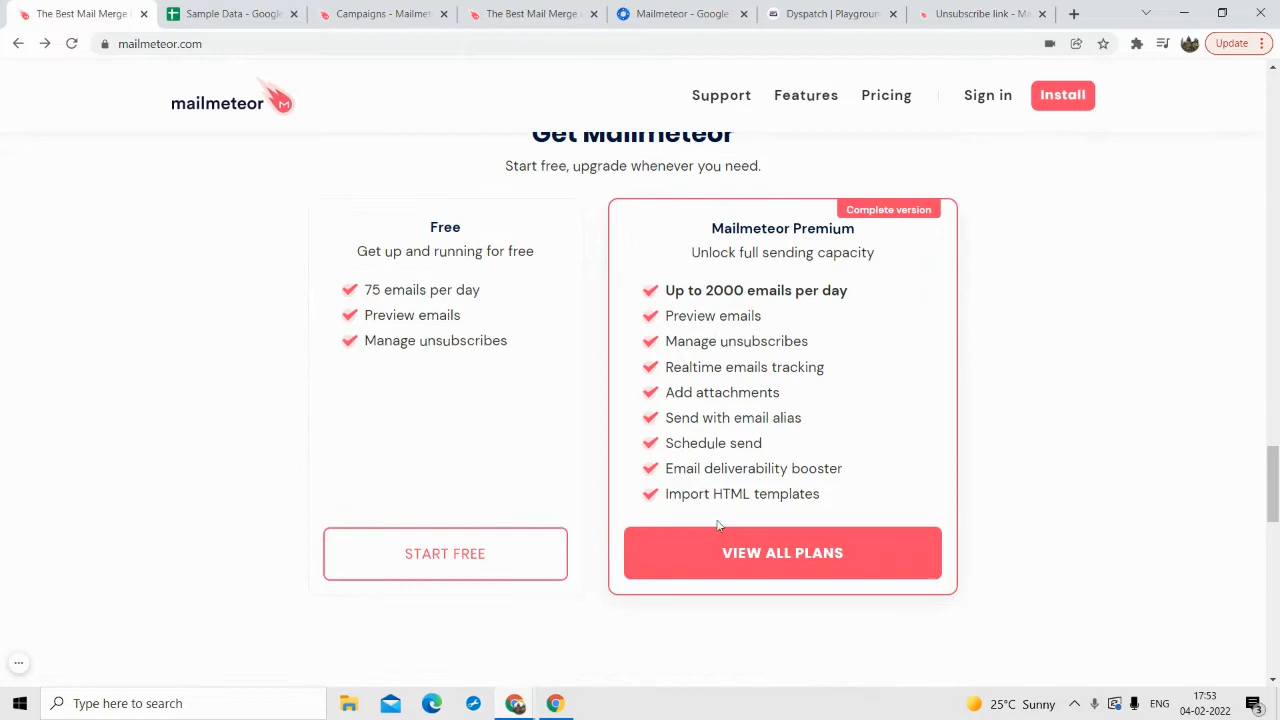 The Best Mail Merge
Sample Data - Google
Campaigns - Mailmet
The Best Mail Merge
Mailmeteor - Google
Dyspatch | Playgroun
Unsubscribe link - Ma
mailmeteor.com
Update
mailmeteor
M
Support
Features
Pricing
Sign in
Install
Get Mailmeteor
Start free, upgrade whenever you need.
Free
Get up and running for free
75 emails per day
Preview emails
Manage unsubscribes
START FREE
Complete version
Mailmeteor Premium
Unlock full sending capacity
Up to 2000 emails per day
Preview emails
Manage unsubscribes
Realtime emails tracking
Add attachments
Send with email alias
Schedule send
Email deliverability booster
Import HTML templates
VIEW ALL PLANS
Type here to search
25°C Sunny
ENG
17:53
04-02-2022
3